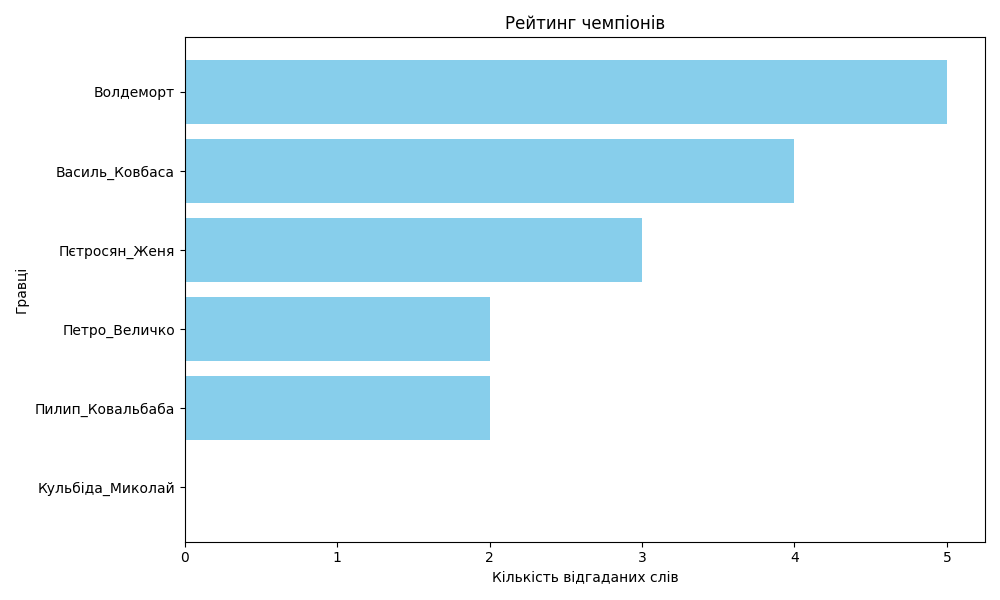 Рейтинг чемпіонів
Гравці
Волдеморт
Василь_Ковбаса
Пєтросян_Женя
Петро_Величко
Пилип_Ковальбаба
Кульбіда_Миколай
0 1 2 3 4 5
Кількість відгаданих слів